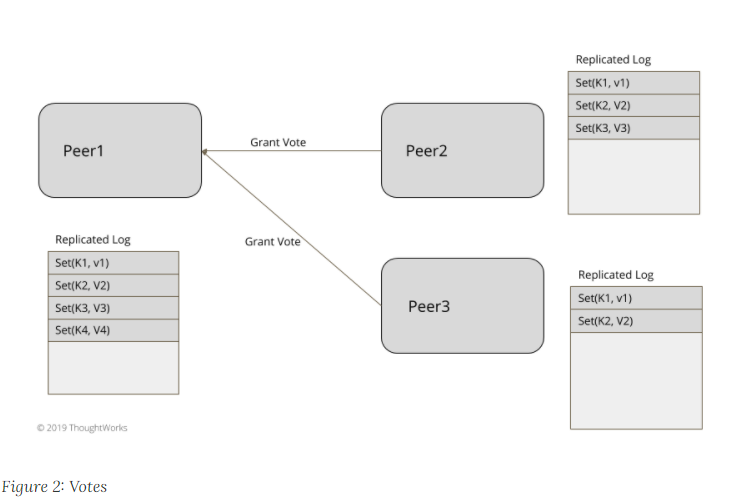 Replicated Log
Set(K1, v1)
Set(K2, V2)
Set(K3, V3)
Peer1
Grant Vote
Peer2
Replicated Log
Set(K1, v1)
Set(K2, V2)
Set(K3, V3)
Set(K4, V4)
Grant Vote
Peer3
Replicated Log
Set(K1, v1)
Set(K2, V2)
© 2019 ThoughtWorks
Figure 2: Votes